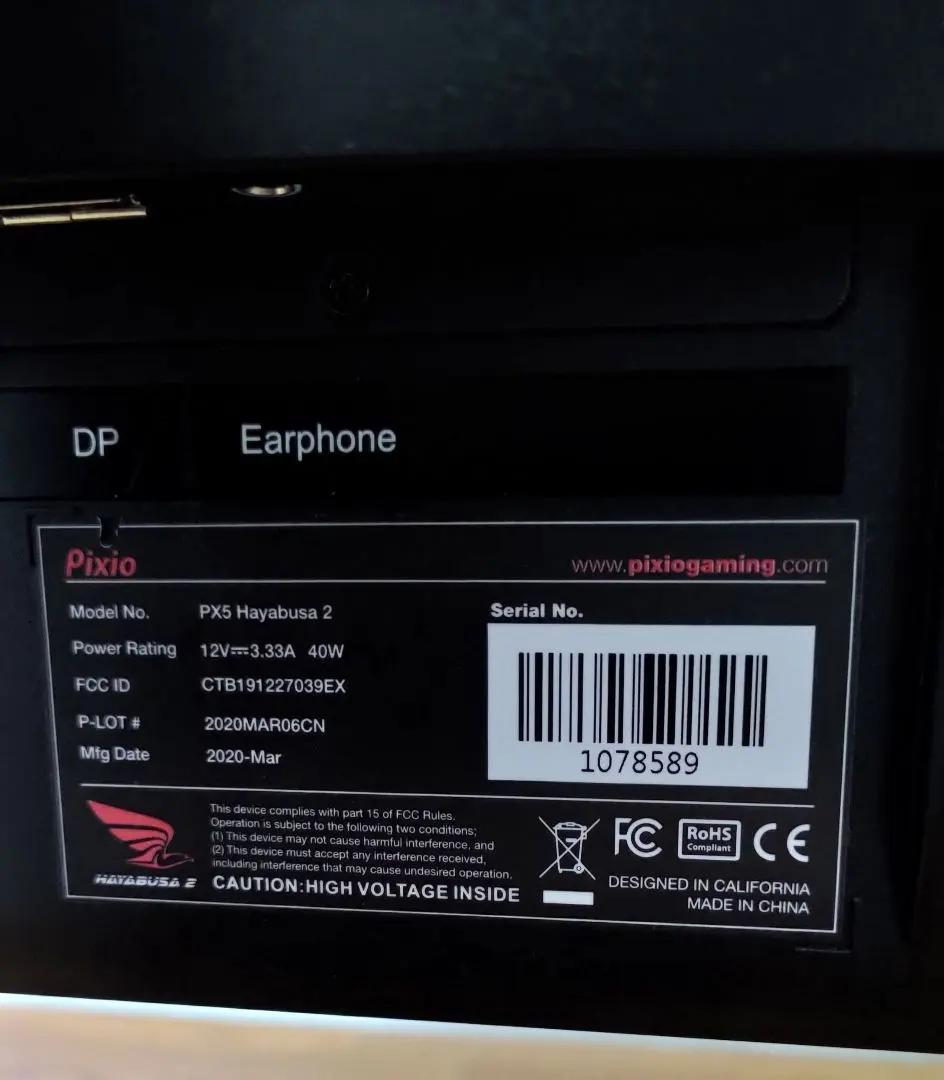 DP Earphone
Pixio www.pixiogaming.com
Model No. PX5 Hayabusa 2
Power Rating 12V⎓3.33A 40W
FCC ID CTB191227039EX
P-LOT # 2020MAR06CN
Mfg Date 2020-Mar
Serial No.
1078589
This device complies with part 15 of FCC Rules.
Operation is subject to the following two conditions;
(1) This device may not cause harmful interference, and
(2) This device must accept any interference received,
including interference that may cause undesired operation.
CAUTION:HIGH VOLTAGE INSIDE
HAYABUSA 2
FC RoHS CE
Compliant
DESIGNED IN CALIFORNIA
MADE IN CHINA